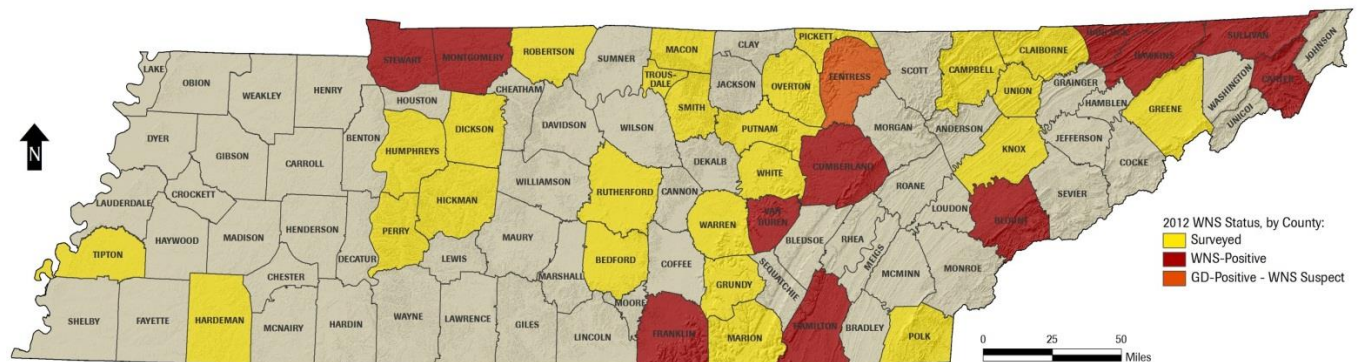 LAKE
OBION
WEAKLEY
HENRY
STEWART
MONTGOMERY
ROBERTSON
SUMNER
MACON
CLAY
PICKETT
FENTRESS
SCOTT
CAMPBELL
CLAIBORNE
HANCOCK
HAWKINS
SULLIVAN
JOHNSON
CARTER
WASHINGTON
UNICOI
GREENE
HAMBLEN
GRAINGER
UNION
HOUSTON
CHEATHAM
TROUS-
DALE
JACKSON
OVERTON
SMITH
DYER
GIBSON
CARROLL
BENTON
HUMPHREYS
DICKSON
DAVIDSON
WILSON
PUTNAM
MORGAN
ANDERSON
KNOX
JEFFERSON
COCKE
N
CROCKETT
LAUDERDALE
HAYWOOD
MADISON
HENDERSON
DECATUR
PERRY
HICKMAN
WILLIAMSON
RUTHERFORD
CANNON
DEKALB
WHITE
CUMBERLAND
ROANE
LOUDON
BLOUNT
SEVIER
TIPTON
CHESTER
LEWIS
MAURY
MARSHALL
BEDFORD
COFFEE
WARREN
VAN
BUREN
BLEDSOE
RHEA
MEIGS
MCMINN
MONROE
SHELBY
FAYETTE
HARDEMAN
MCNAIRY
HARDIN
WAYNE
LAWRENCE
GILES
LINCOLN
MOORE
FRANKLIN
GRUNDY
MARION
SEQUATCHIE
HAMILTON
BRADLEY
POLK
2012 WNS Status, by County:
Surveyed
WNS-Positive
GD-Positive - WNS Suspect
0 25 50
Miles